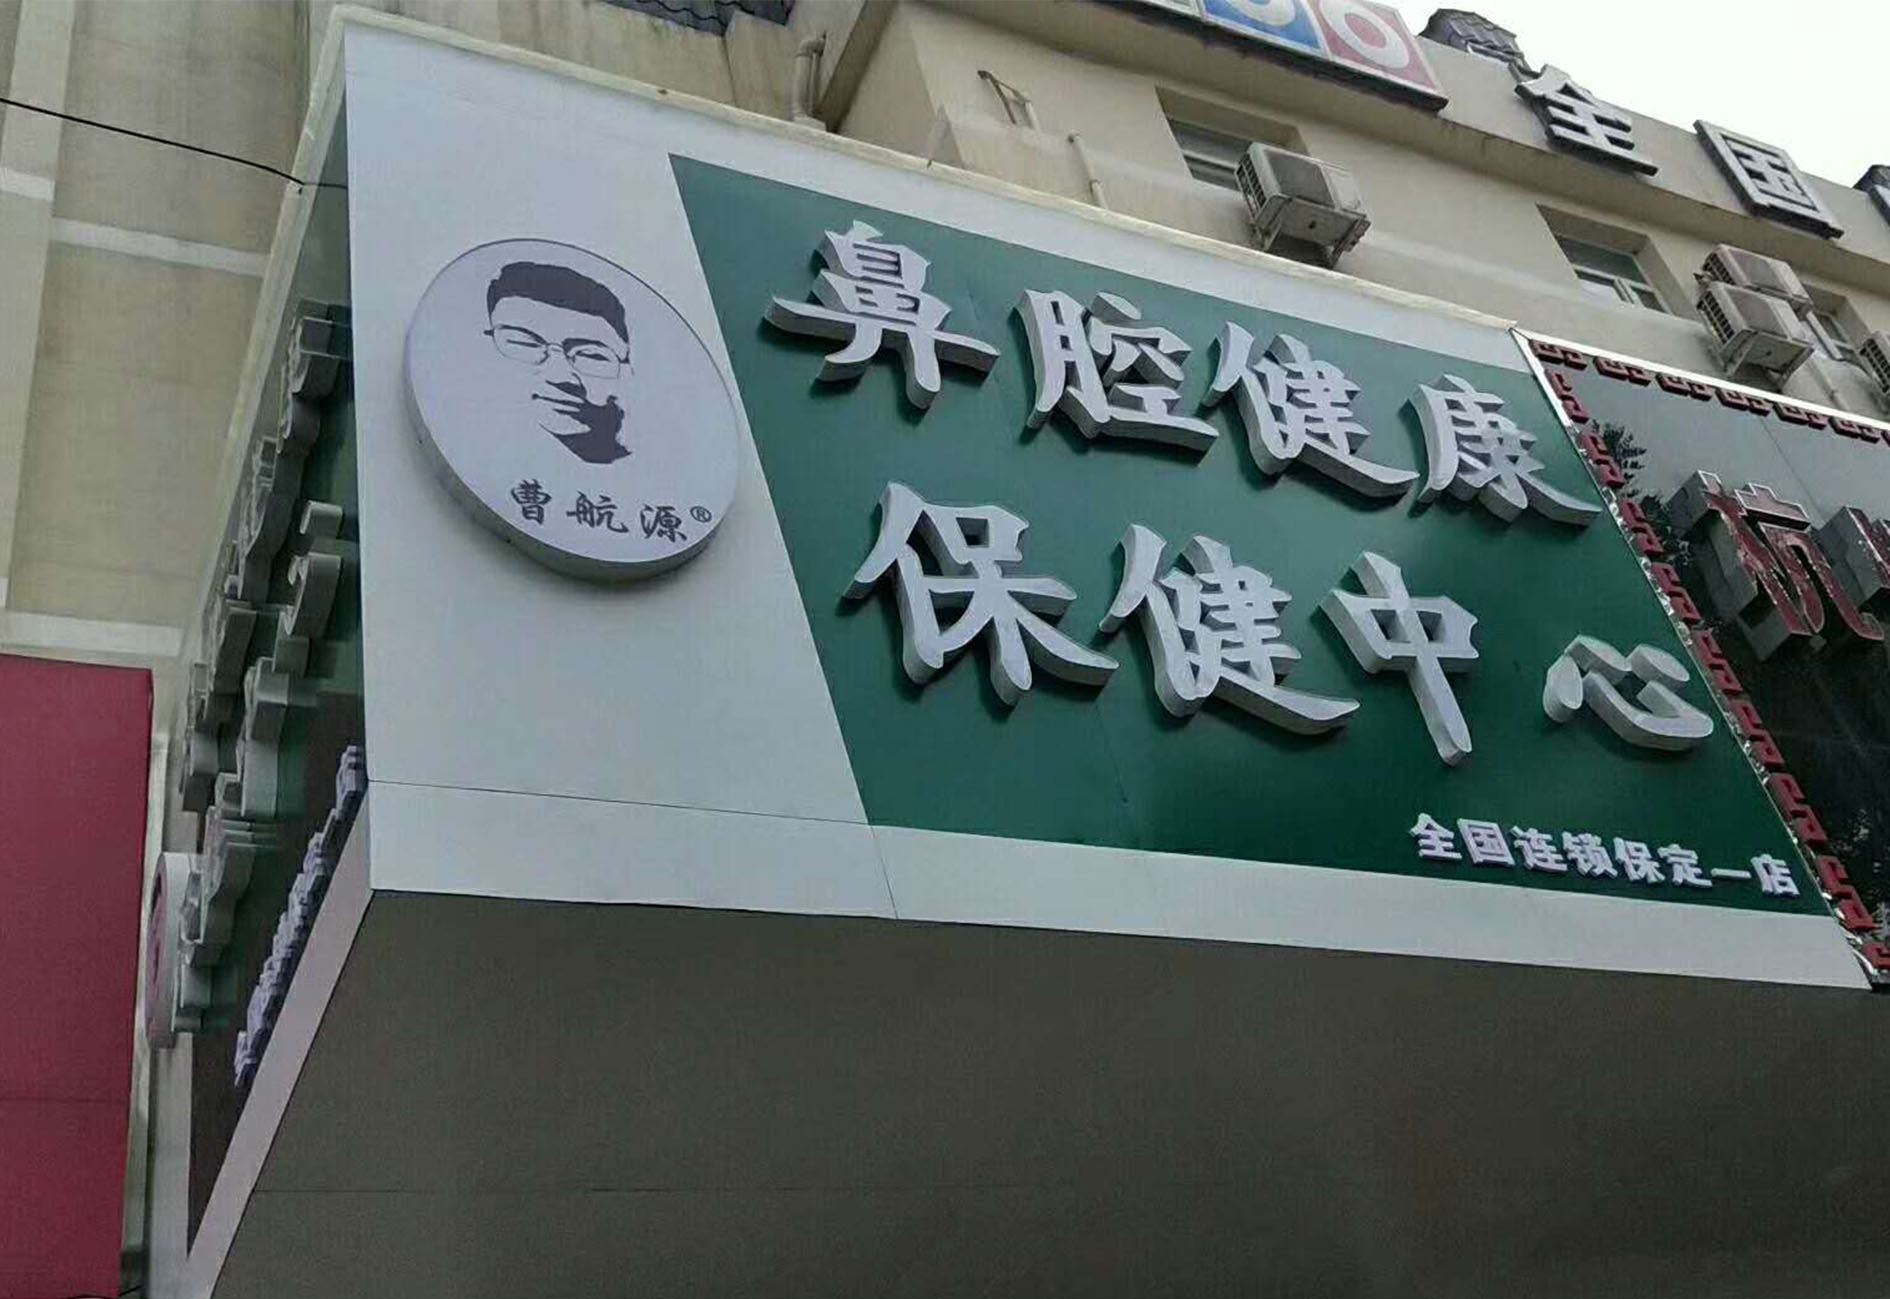 全国
鼻腔健康
保健中心
曹航源®
全国连锁保定一店
杭